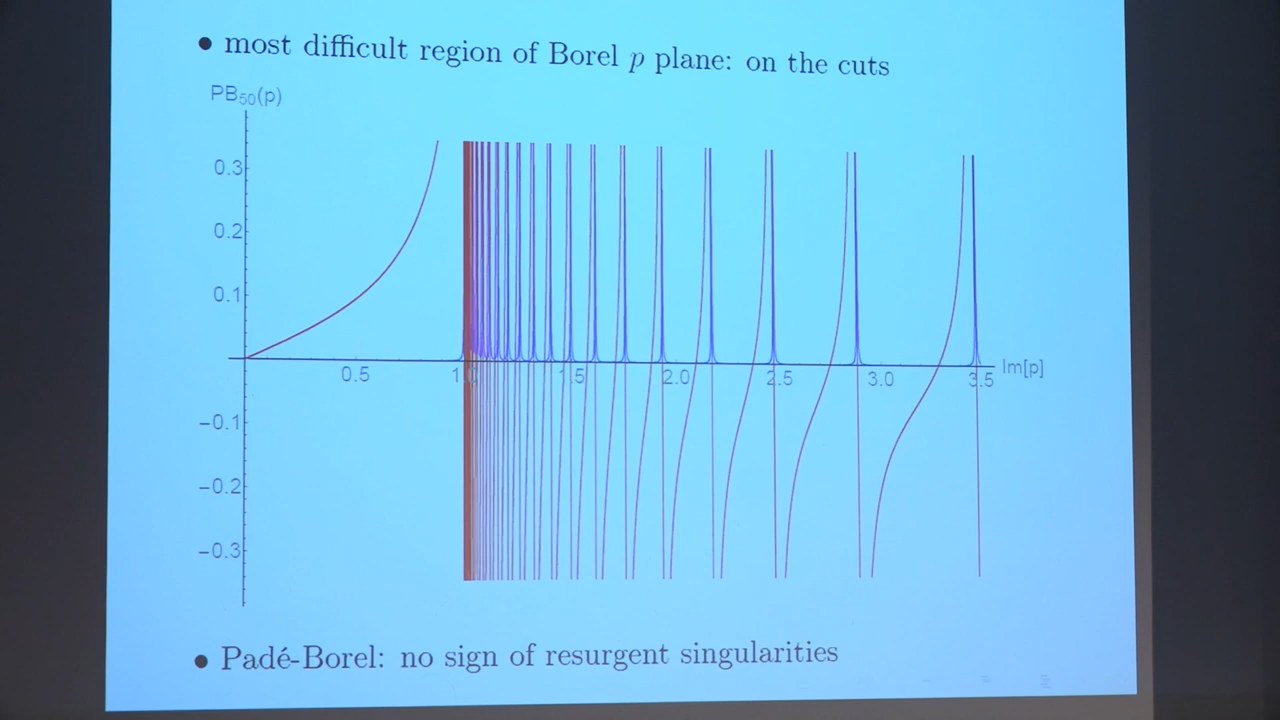 • most difficult region of Borel p plane: on the cuts
PB₅₀(p)
0.3
0.2
0.1
0.5 1.0 1.5 2.0 2.5 3.0 3.5 Im[p]
−0.1
−0.2
−0.3
• Padé-Borel: no sign of resurgent singularities